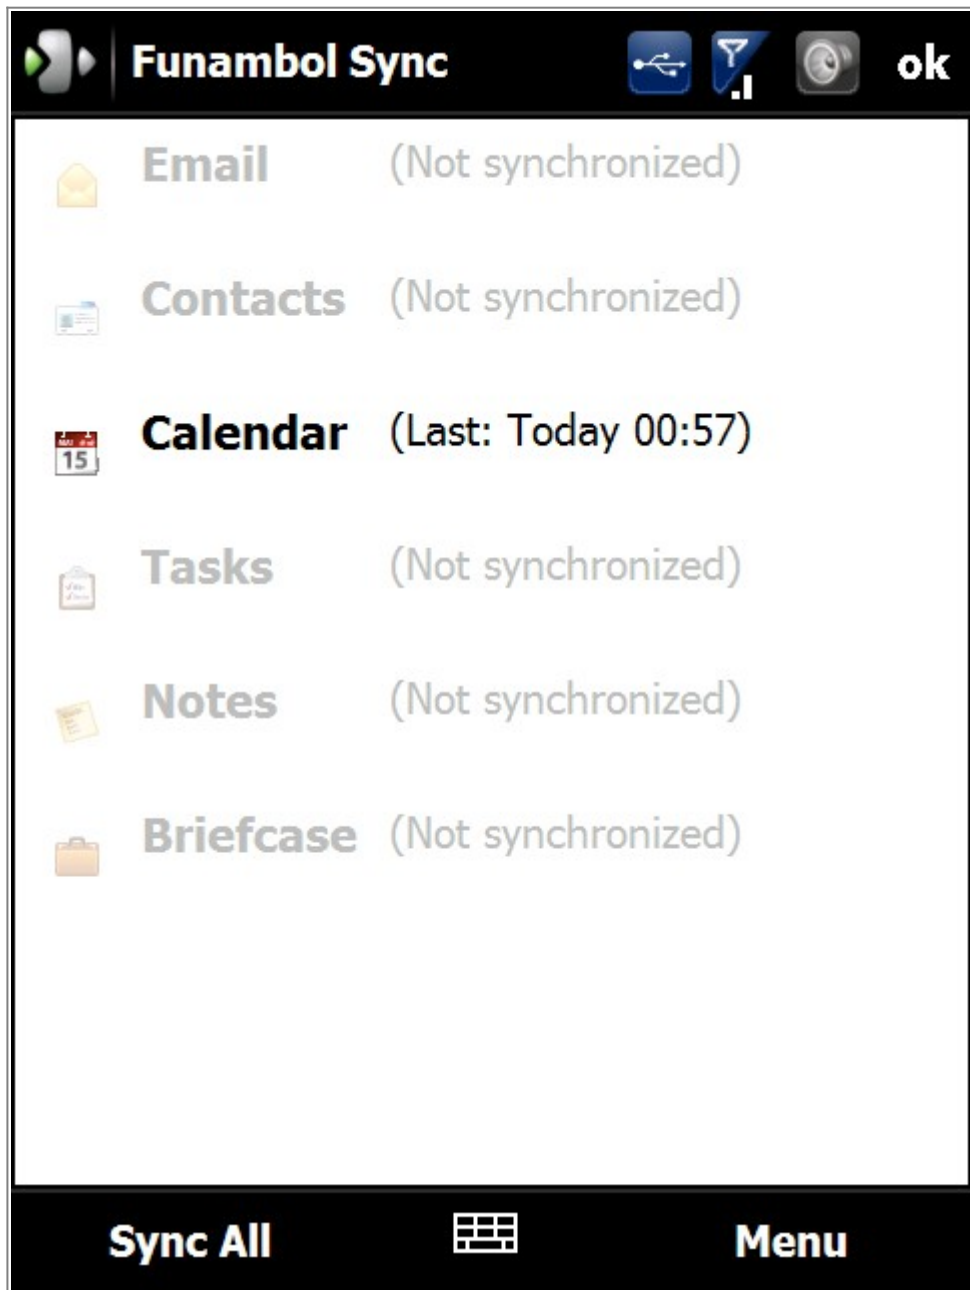 Funambol Sync ok
Email (Not synchronized)
Contacts (Not synchronized)
Calendar (Last: Today 00:57)
15
Tasks (Not synchronized)
Notes (Not synchronized)
Briefcase (Not synchronized)
Sync All Menu